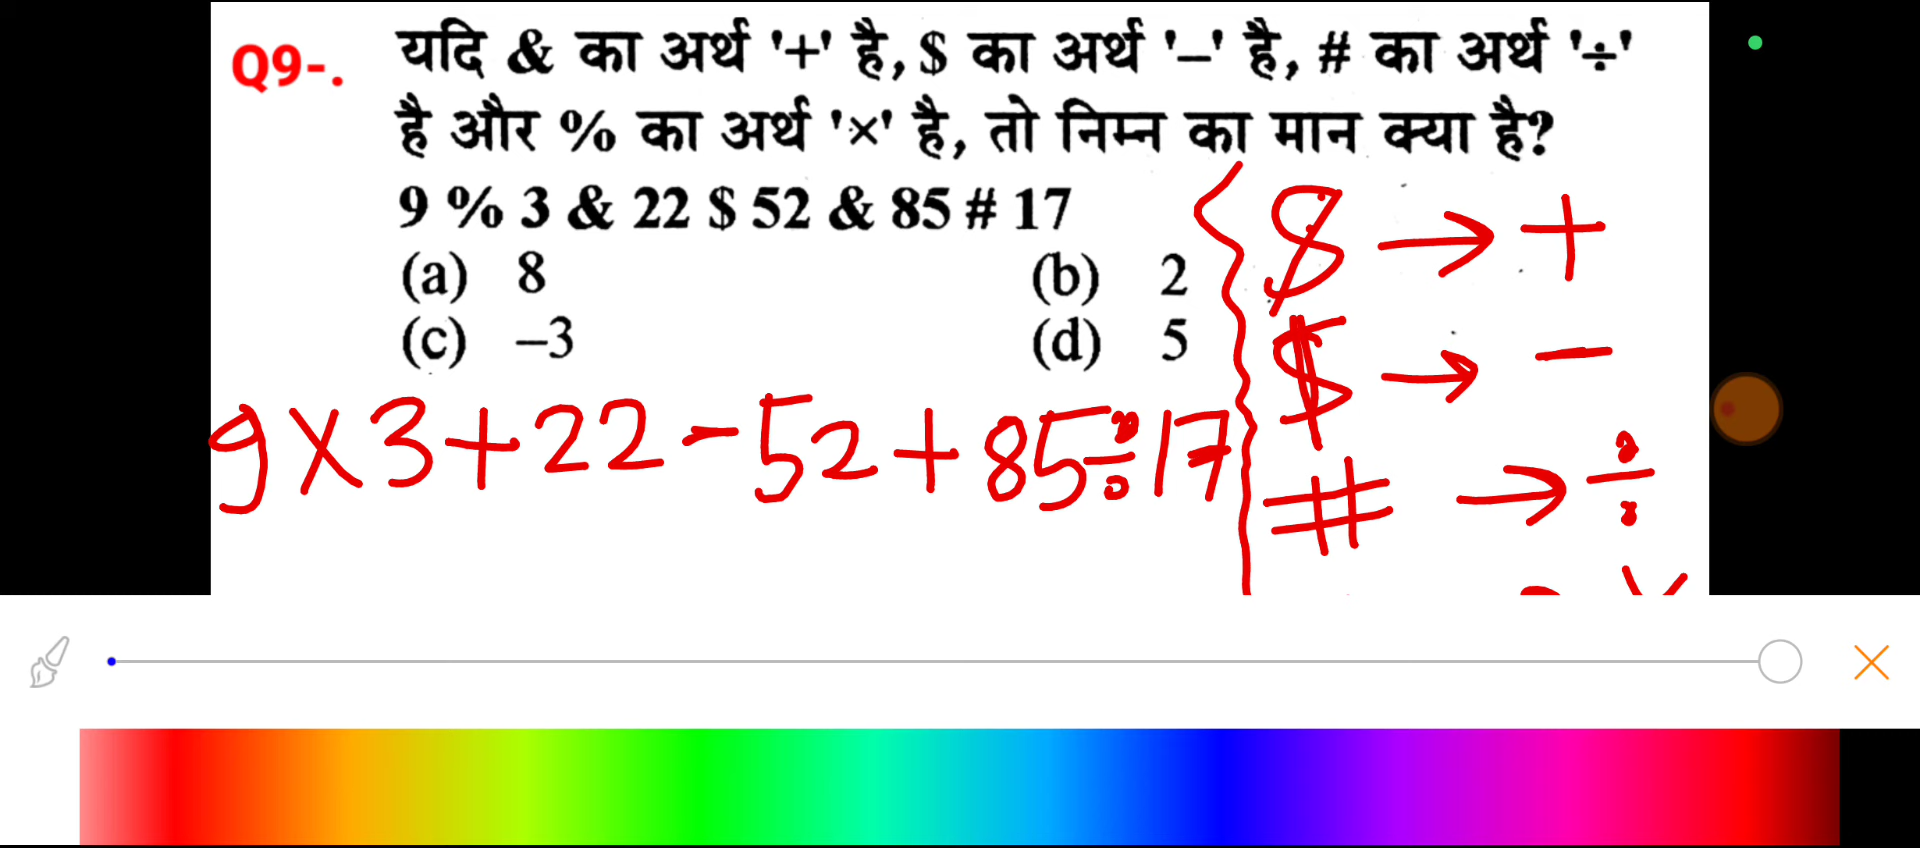 Q9-. यदि & का अर्थ '+' है, $ का अर्थ '–' है, # का अर्थ '÷'
है और % का अर्थ '×' है, तो निम्न का मान क्या है?
9 % 3 & 22 $ 52 & 85 # 17
(a) 8 (b) 2
(c) –3 (d) 5
& → +
$ → –
# → ÷
9 × 3 + 22 – 52 + 85 ÷ 17